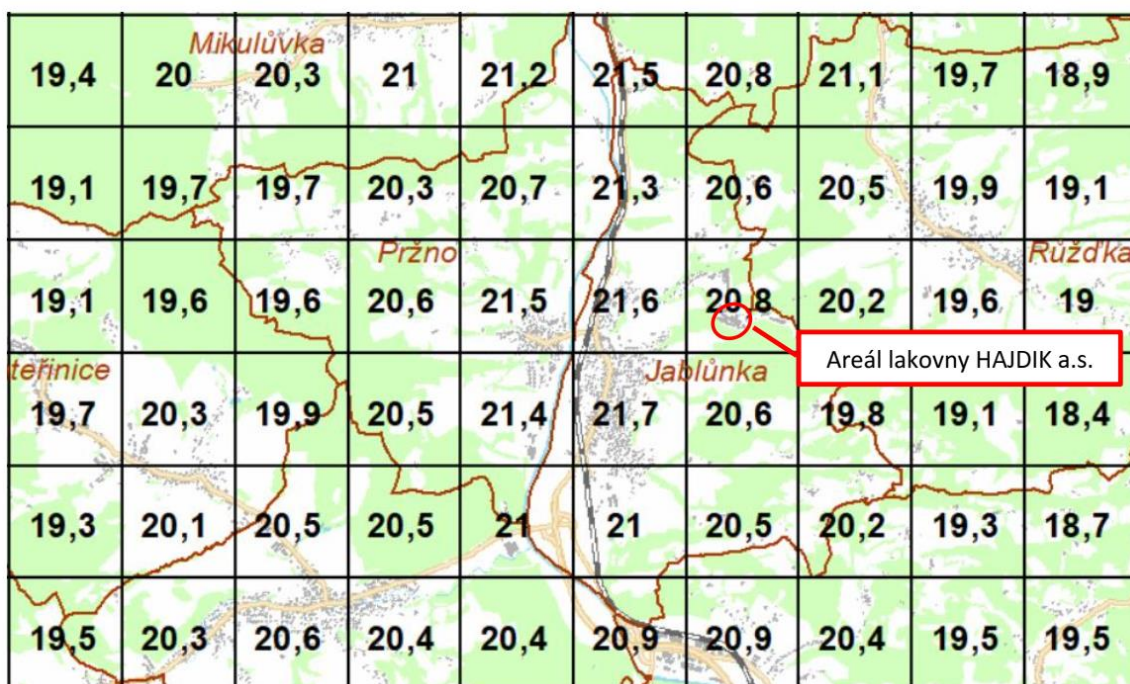 Mikulůvka
19,4 20 20,3 21 21,2 21,5 20,8 21,1 19,7 18,9
19,1 19,7 19,7 20,3 20,7 21,3 20,6 20,5 19,9 19,1
Pržno Růžďka
19,1 19,6 19,6 20,6 21,5 21,6 20,8 20,2 19,6 19
Areál lakovny HAJDIK a.s.
teřinice Jablůnka
19,7 20,3 19,9 20,5 21,4 21,7 20,6 19,8 19,1 18,4
19,3 20,1 20,5 20,5 21 21 20,5 20,2 19,3 18,7
19,5 20,3 20,6 20,4 20,4 20,9 20,9 20,4 19,5 19,5